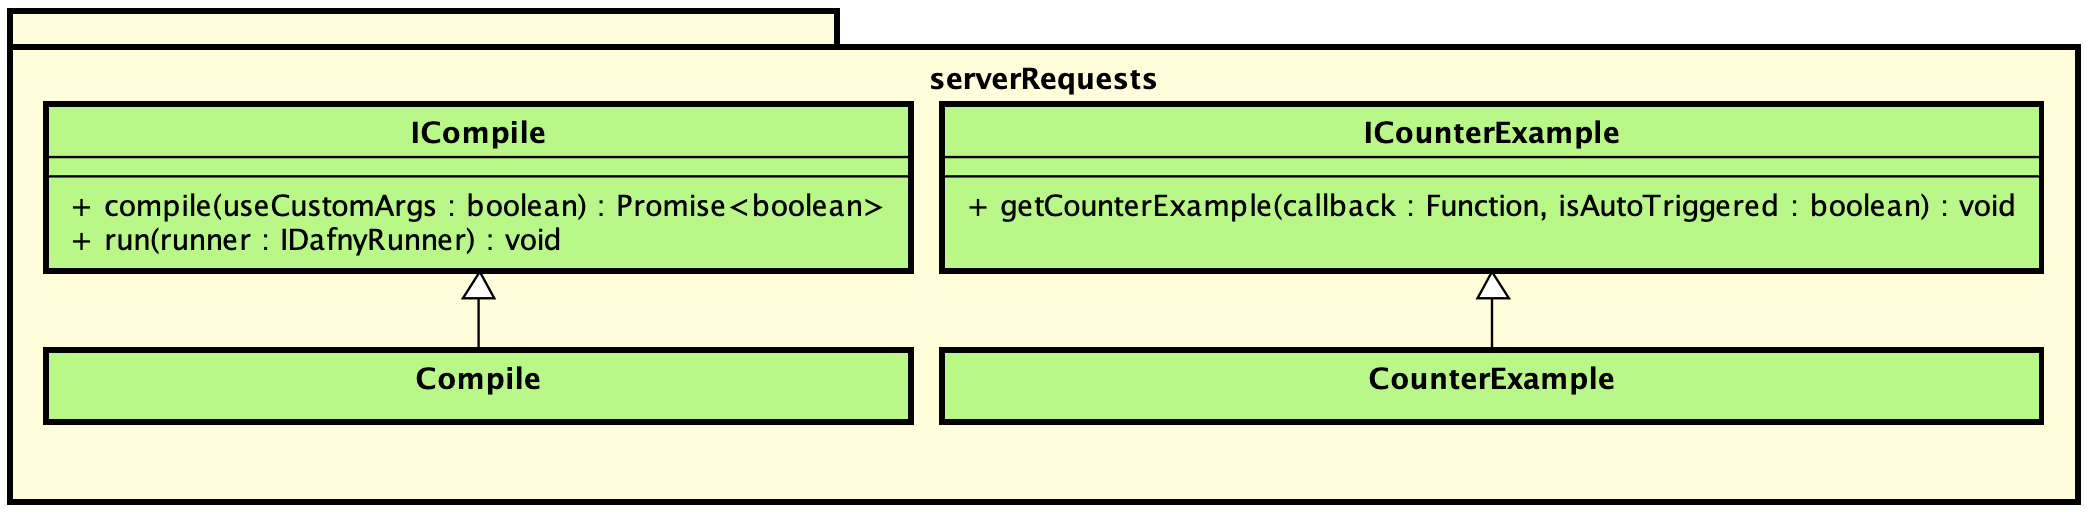 serverRequests
ICompile
+ compile(useCustomArgs : boolean) : Promise<boolean>
+ run(runner : IDafnyRunner) : void
ICounterExample
+ getCounterExample(callback : Function, isAutoTriggered : boolean) : void
Compile
CounterExample